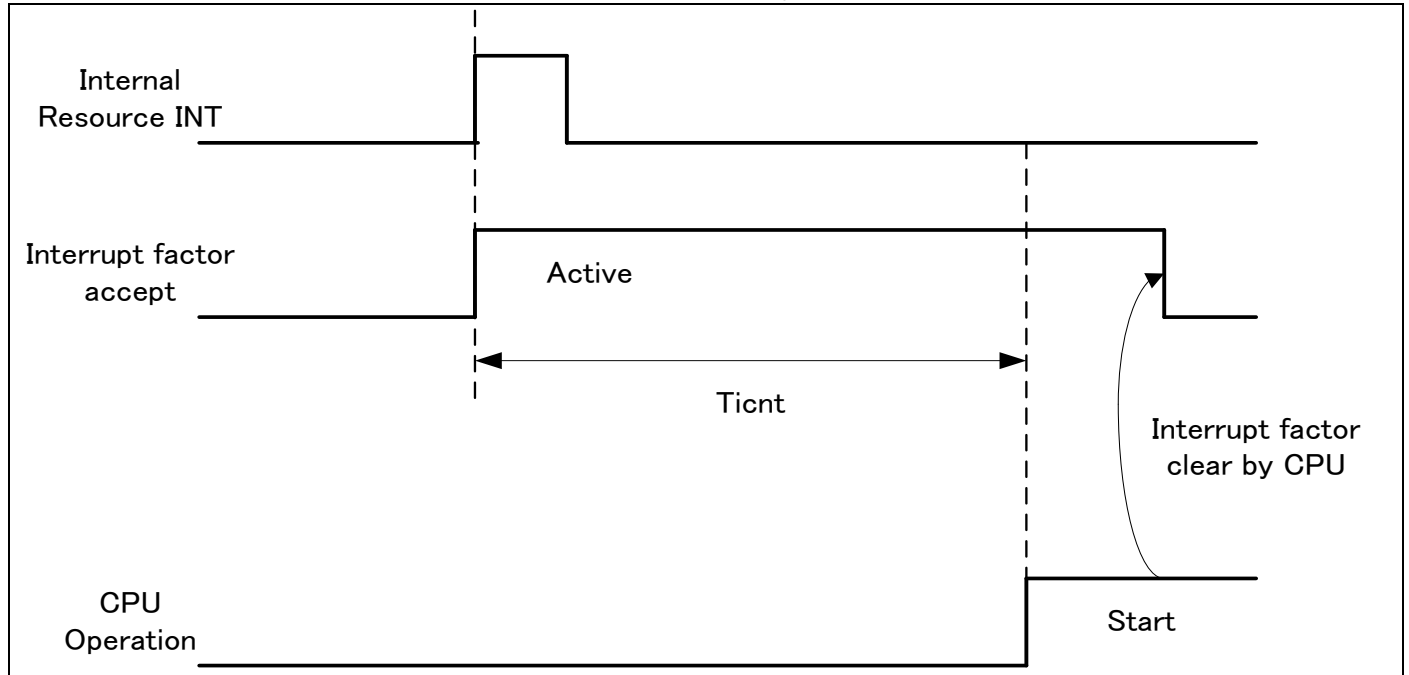 Internal
Resource INT
Interrupt factor
accept
Active
Ticnt
Interrupt factor
clear by CPU
CPU
Operation
Start